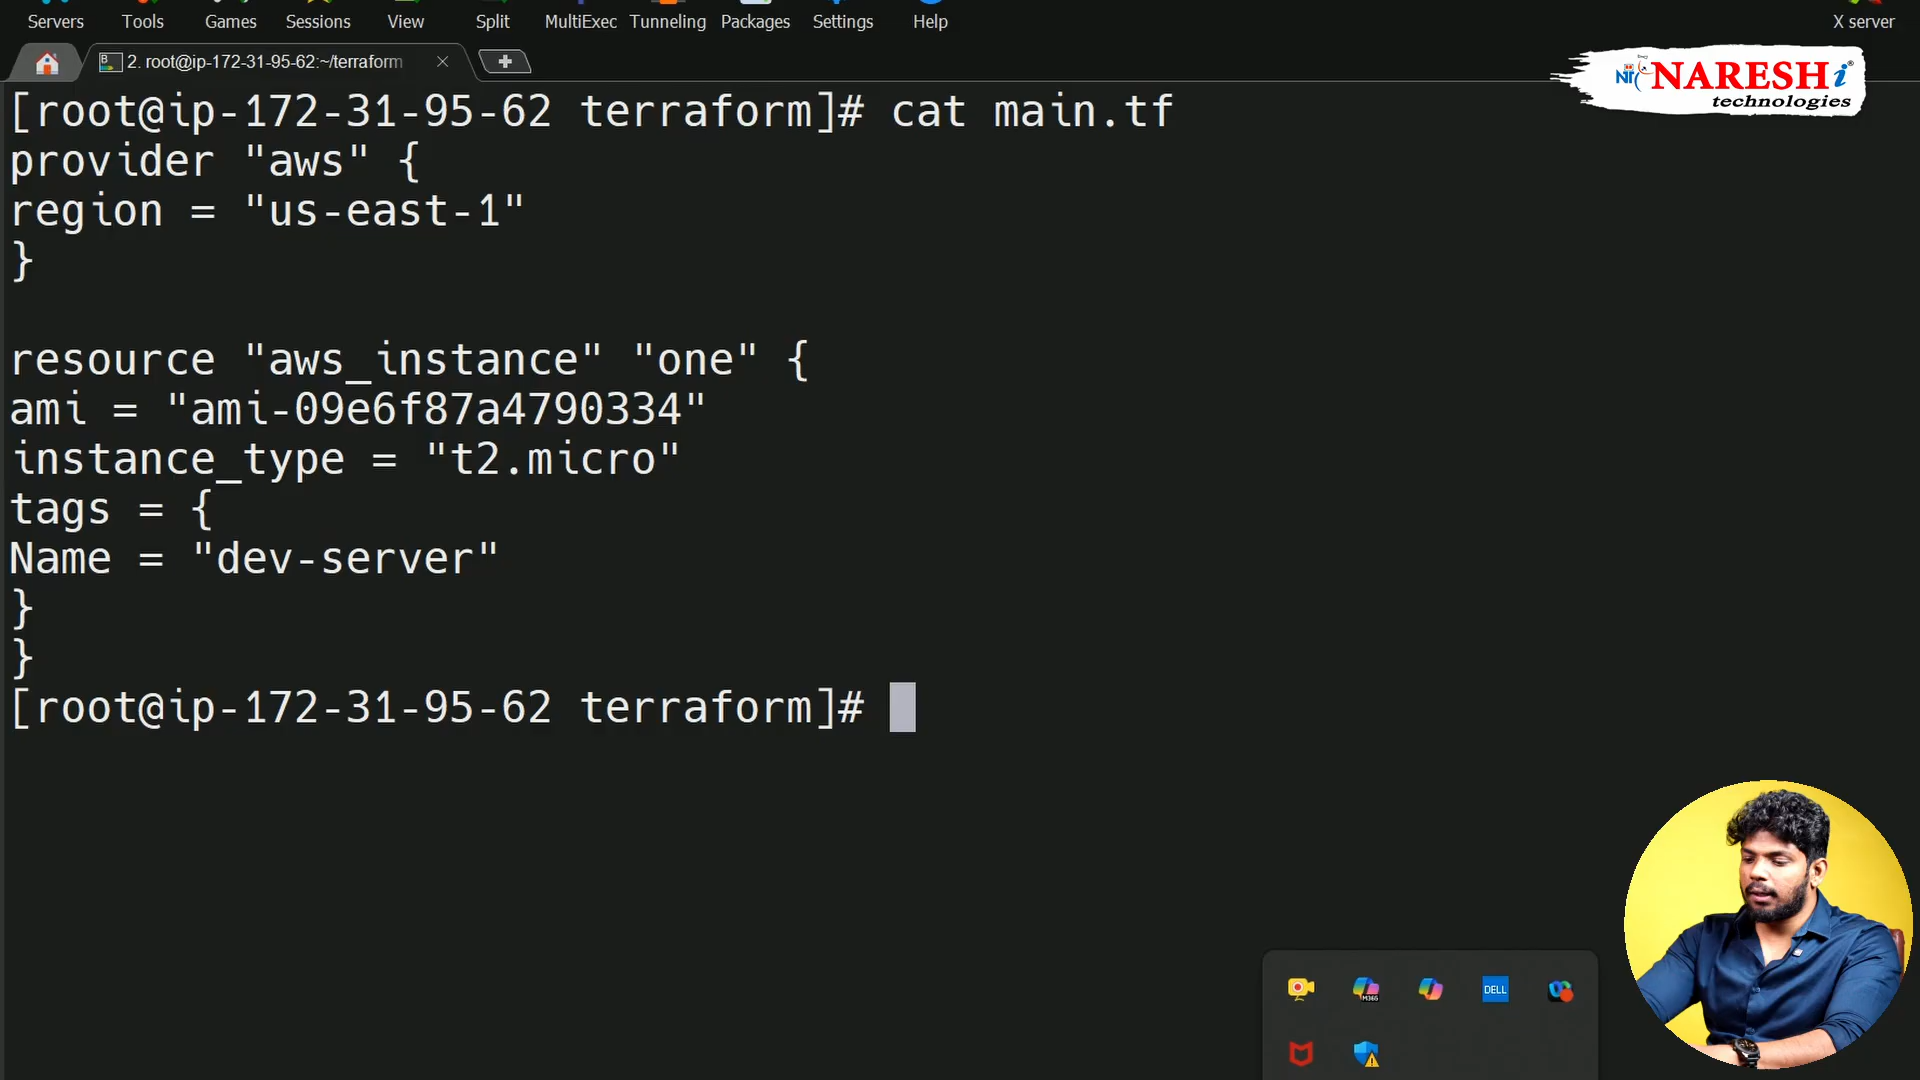 Servers Tools Games Sessions View Split MultiExec Tunneling Packages Settings Help X server
2. root@ip-172-31-95-62:~/terraform
NARESHi
technologies
[root@ip-172-31-95-62 terraform]# cat main.tf
provider "aws" {
region = "us-east-1"
}
resource "aws_instance" "one" {
ami = "ami-09e6f87a4790334"
instance_type = "t2.micro"
tags = {
Name = "dev-server"
}
}
[root@ip-172-31-95-62 terraform]#
M365
DELL